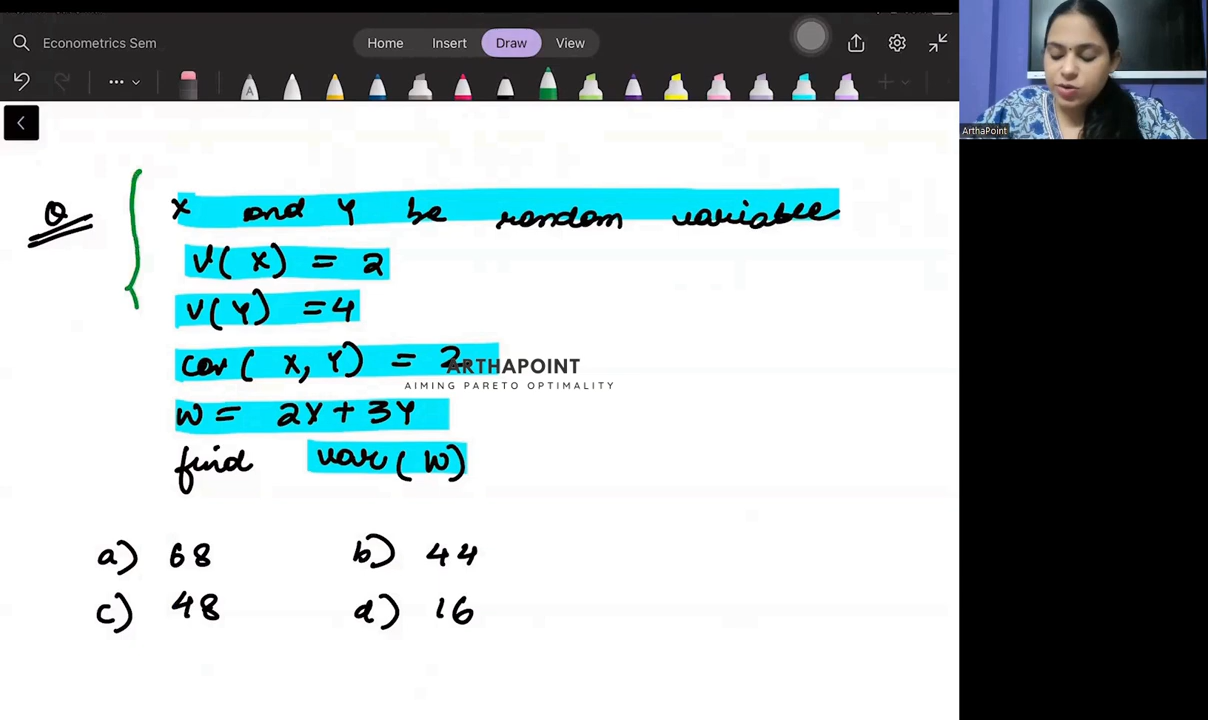 Econometrics Sem
Home Insert Draw View
A
ArthaPoint
Q
X and Y be random variable
V(X) = 2
V(Y) = 4
cov(X, Y) = 2
ARTHAPOINT
AIMING PARETO OPTIMALITY
W = 2X + 3Y
find var(W)
a) 68 b) 44
c) 48 d) 16